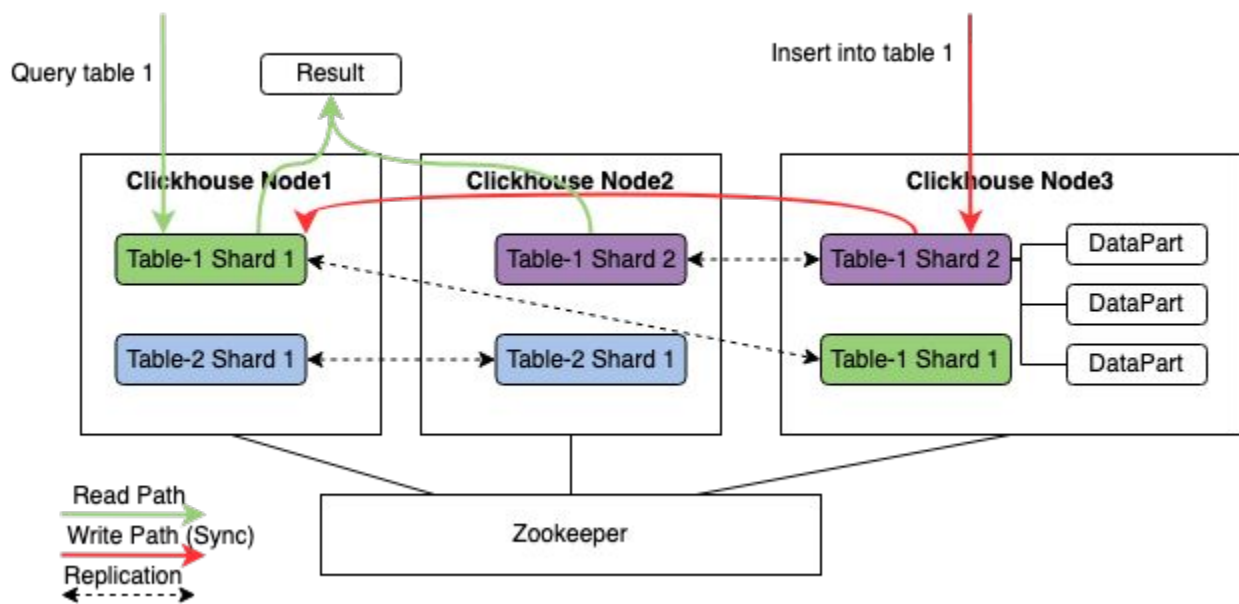 Query table 1
Result
Insert into table 1
Clickhouse Node1
Clickhouse Node2
Clickhouse Node3
Table-1 Shard 1
Table-1 Shard 2
Table-1 Shard 2
DataPart
DataPart
DataPart
Table-2 Shard 1
Table-2 Shard 1
Table-1 Shard 1
Read Path
Write Path (Sync)
Replication
Zookeeper